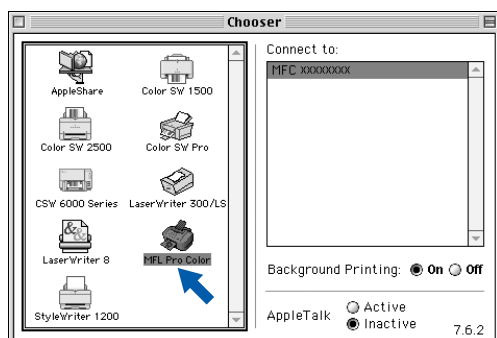 Chooser
AppleShare
Color SW 1500
Color SW 2500
Color SW Pro
CSW 6000 Series
LaserWriter 300/LS
LaserWriter 8
MFL Pro Color
StyleWriter 1200
Connect to:
MFC XXXXXXXX
Background Printing: On Off
AppleTalk
Active
Inactive
7.6.2